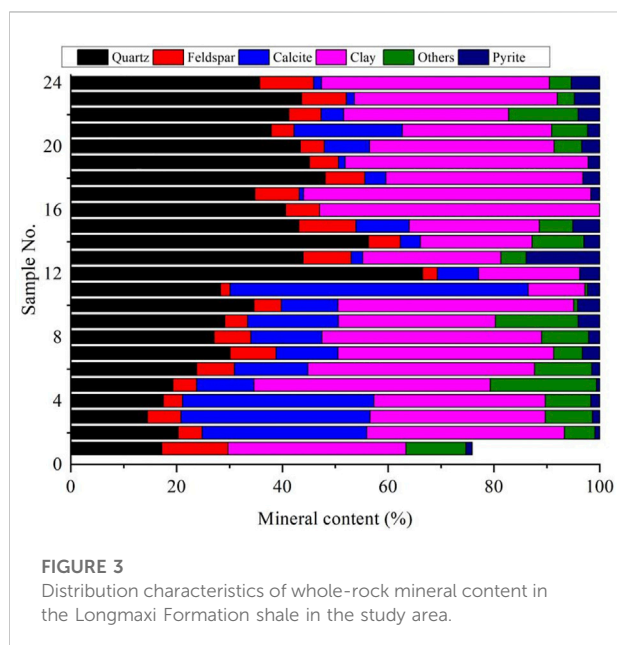 Quartz Feldspar Calcite Clay Others Pyrite
24
20
16
12
8
4
0
Sample No.
0 20 40 60 80 100
Mineral content (%)
FIGURE 3
Distribution characteristics of whole-rock mineral content in
the Longmaxi Formation shale in the study area.